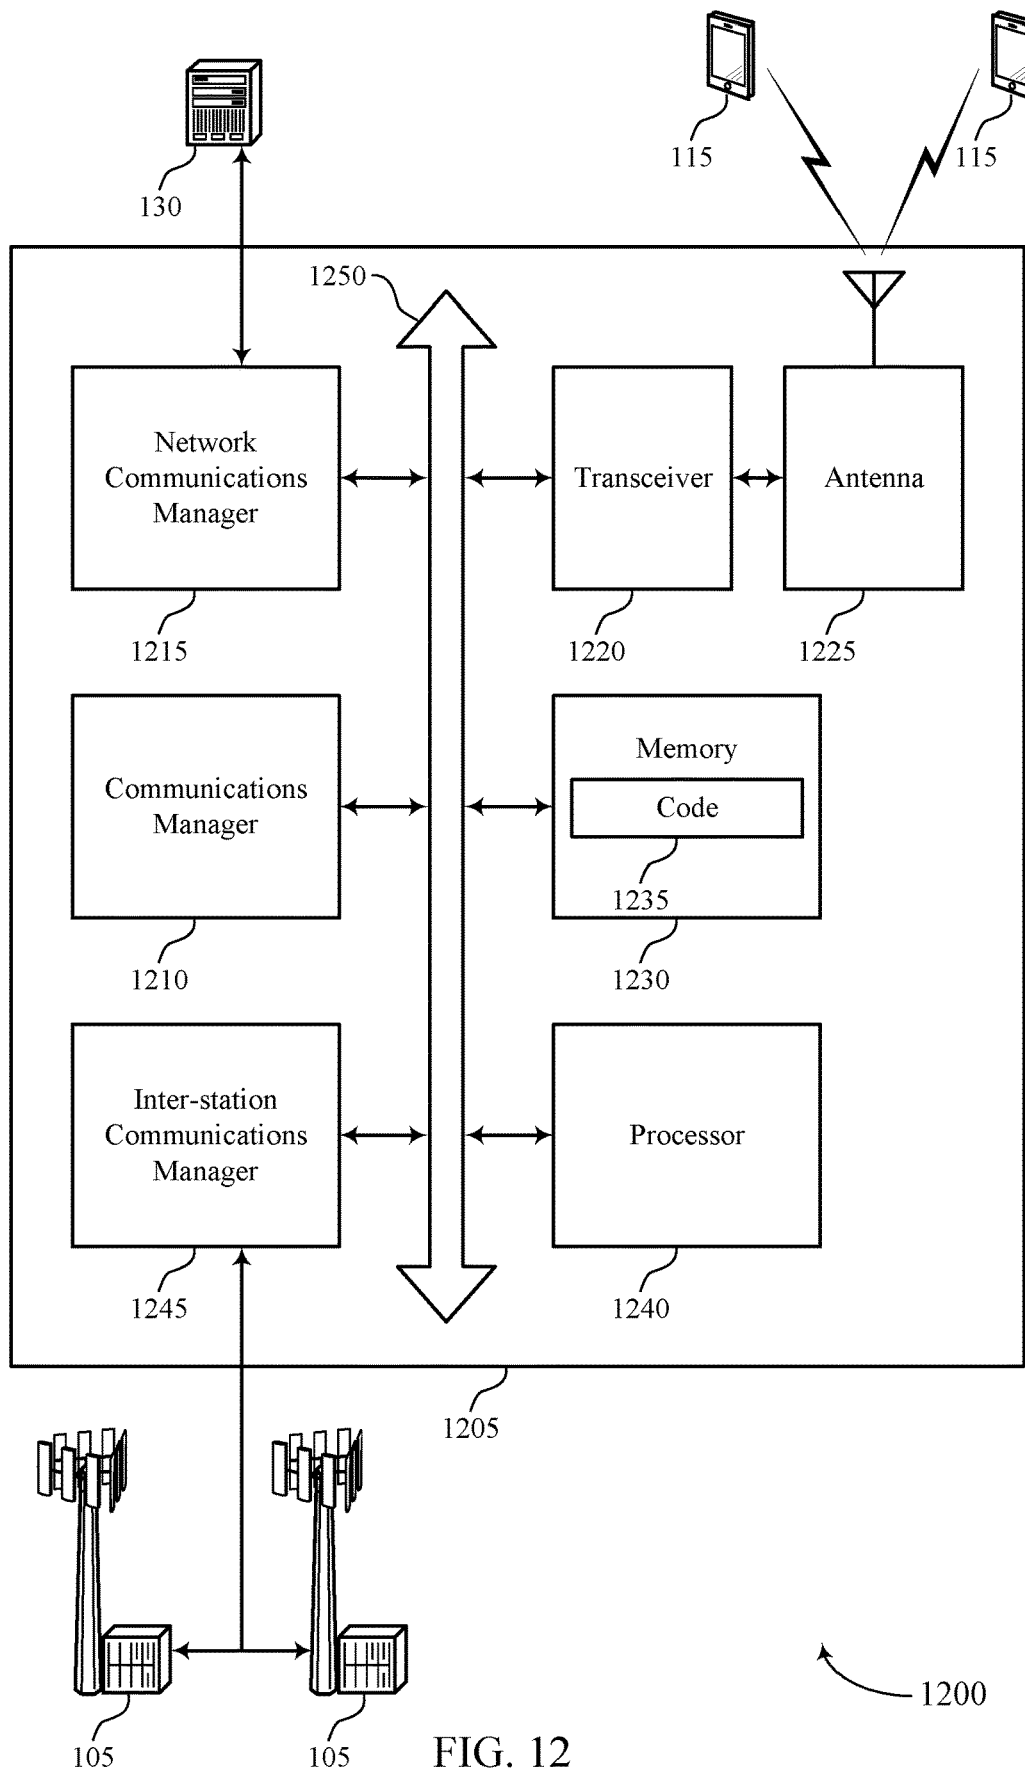 115
115
130
1250
Network
Communications
Manager
Transceiver
Antenna
1215
1220
1225
Communications
Manager
Memory
Code
1235
1210
1230
Inter-station
Communications
Manager
Processor
1245
1240
1205
1200
105
105
FIG. 12